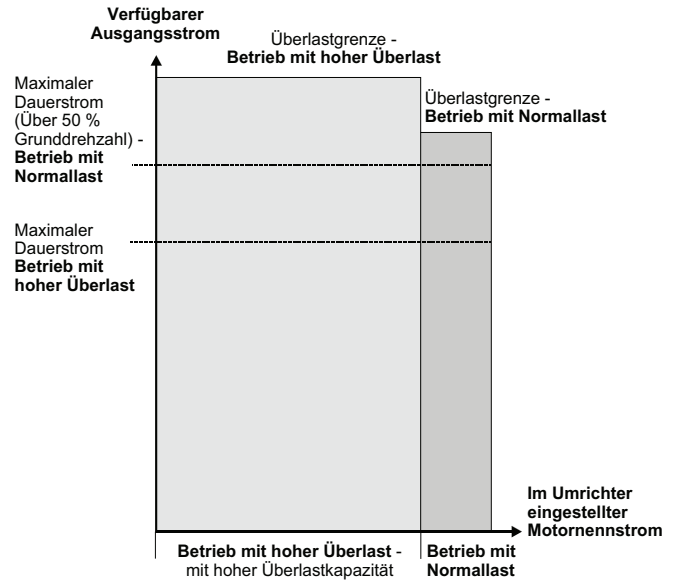 Verfügbarer
Ausgangsstrom
Überlastgrenze -
Betrieb mit hoher Überlast
Maximaler
Dauerstrom
(Über 50 %
Grunddrehzahl) -
Betrieb mit
Normallast
Überlastgrenze -
Betrieb mit Normallast
Maximaler
Dauerstrom
Betrieb mit
hoher Überlast
Im Umrichter
eingestellter
Motornennstrom
Betrieb mit hoher Überlast -
mit hoher Überlastkapazität
Betrieb mit
Normallast